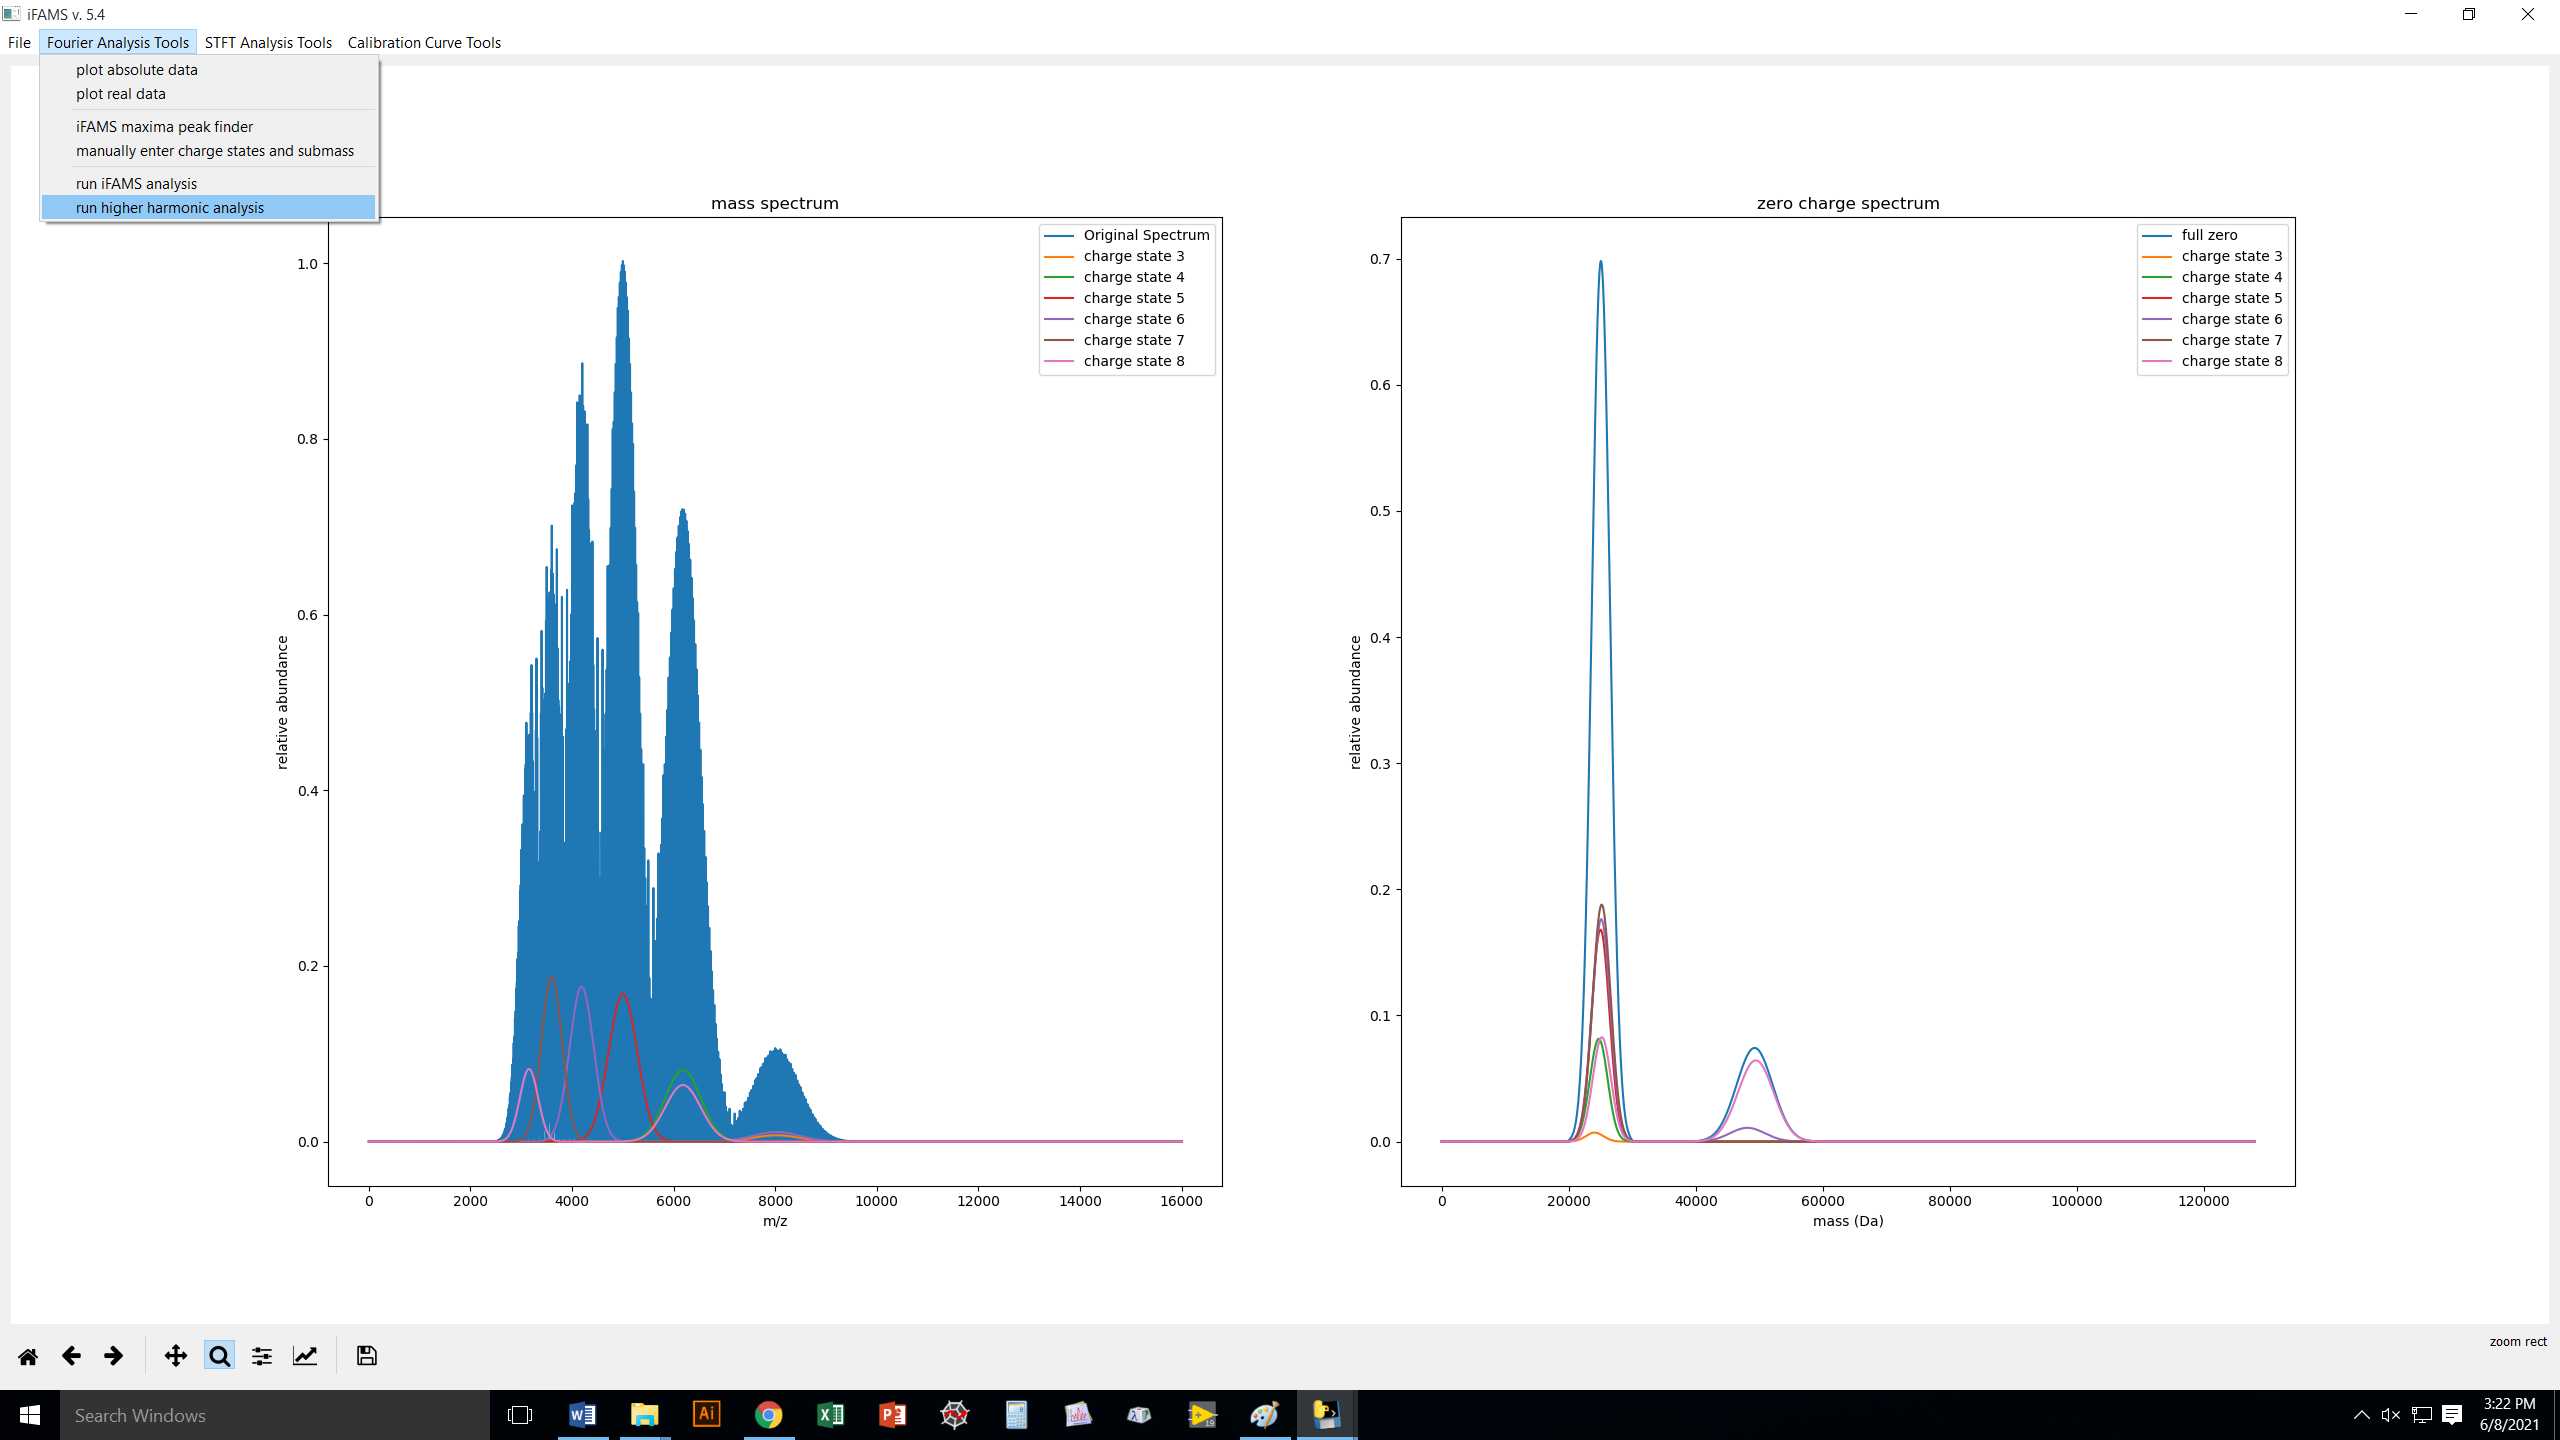 iFAMS v. 5.4
File Fourier Analysis Tools STFT Analysis Tools Calibration Curve Tools
plot absolute data
plot real data
iFAMS maxima peak finder
manually enter charge states and submass
run iFAMS analysis
run higher harmonic analysis
mass spectrum
Original Spectrum
charge state 3
charge state 4
charge state 5
charge state 6
charge state 7
charge state 8
1.0
0.8
0.6
0.4
0.2
0.0
relative abundance
0 2000 4000 6000 8000 10000 12000 14000 16000
m/z
zero charge spectrum
full zero
charge state 3
charge state 4
charge state 5
charge state 6
charge state 7
charge state 8
0.7
0.6
0.5
0.4
0.3
0.2
0.1
0.0
relative abundance
0 20000 40000 60000 80000 100000 120000
mass (Da)
zoom rect
Search Windows
Ai
19
3:22 PM
6/8/2021